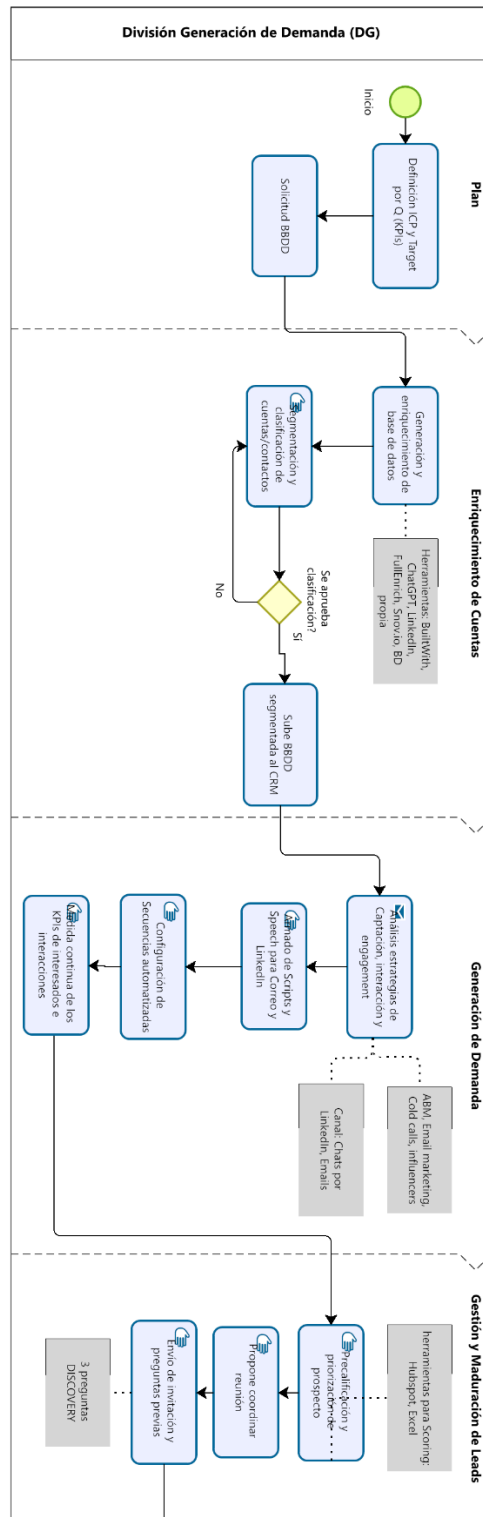 División Generación de Demanda (DG)
Plan
Inicio
Definición ICP y Target
por Q (KPIs)
Solicitud BBDD
Enriquecimiento de Cuentas
Generación y
enriquecimiento de
base de datos
Herramientas: BuiltWith,
ChatGPT, LinkedIn,
FullEnrich, Snov.io, BD
propia
Segmentación y
clasificación de
cuentas/contactos
Se aprueba
clasificación?
No
Sí
Sube BBDD
segmentada al CRM
Generación de Demanda
Análisis estrategias de
Captación, interacción y
engagement
ABM, Email marketing,
Cold calls, influencers
Canal: Chats por
LinkedIn, Emails
Armado de Scripts y
Speech para Correo y
LinkedIn
Configuración de
Secuencias automatizadas
Medida continua de los
KPIs de interesados e
interacciones
Gestión y Maduración de Leads
herramientas para Scoring:
Hubspot, Excel
Precalificación y
priorización de
prospecto
Propone coordinar
reunión
Envío de invitación y
preguntas previas
3 preguntas
DISCOVERY